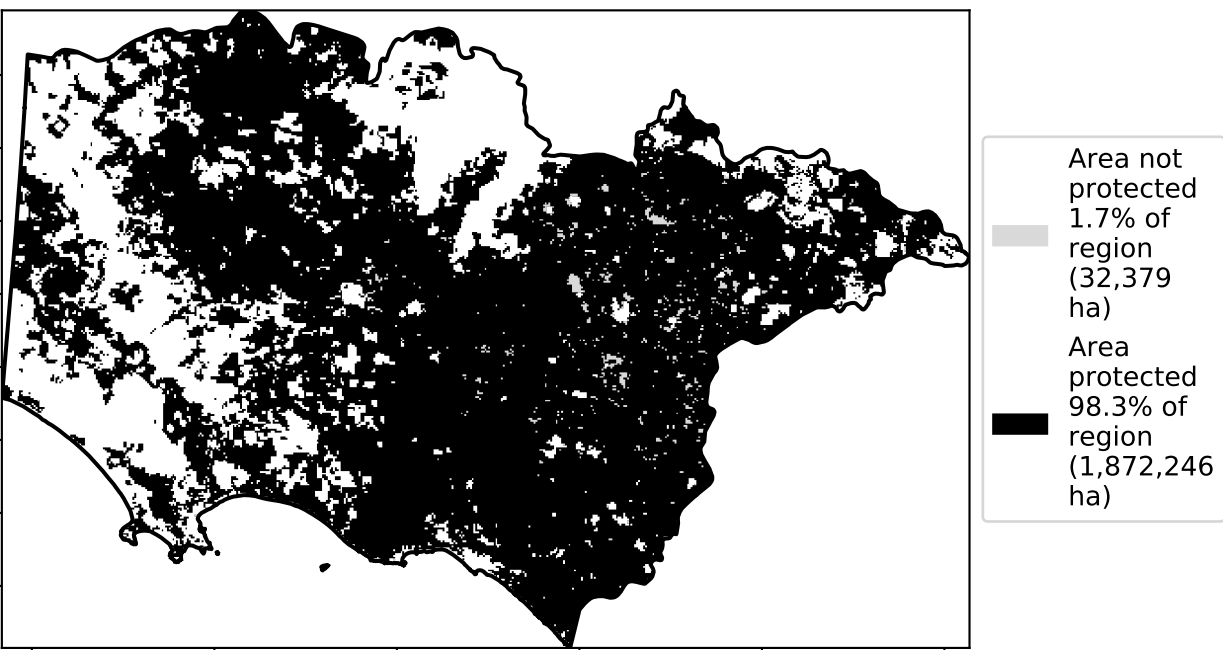 Area not
protected
1.7% of
region
(32,379
ha)
Area
protected
98.3% of
region
(1,872,246
ha)